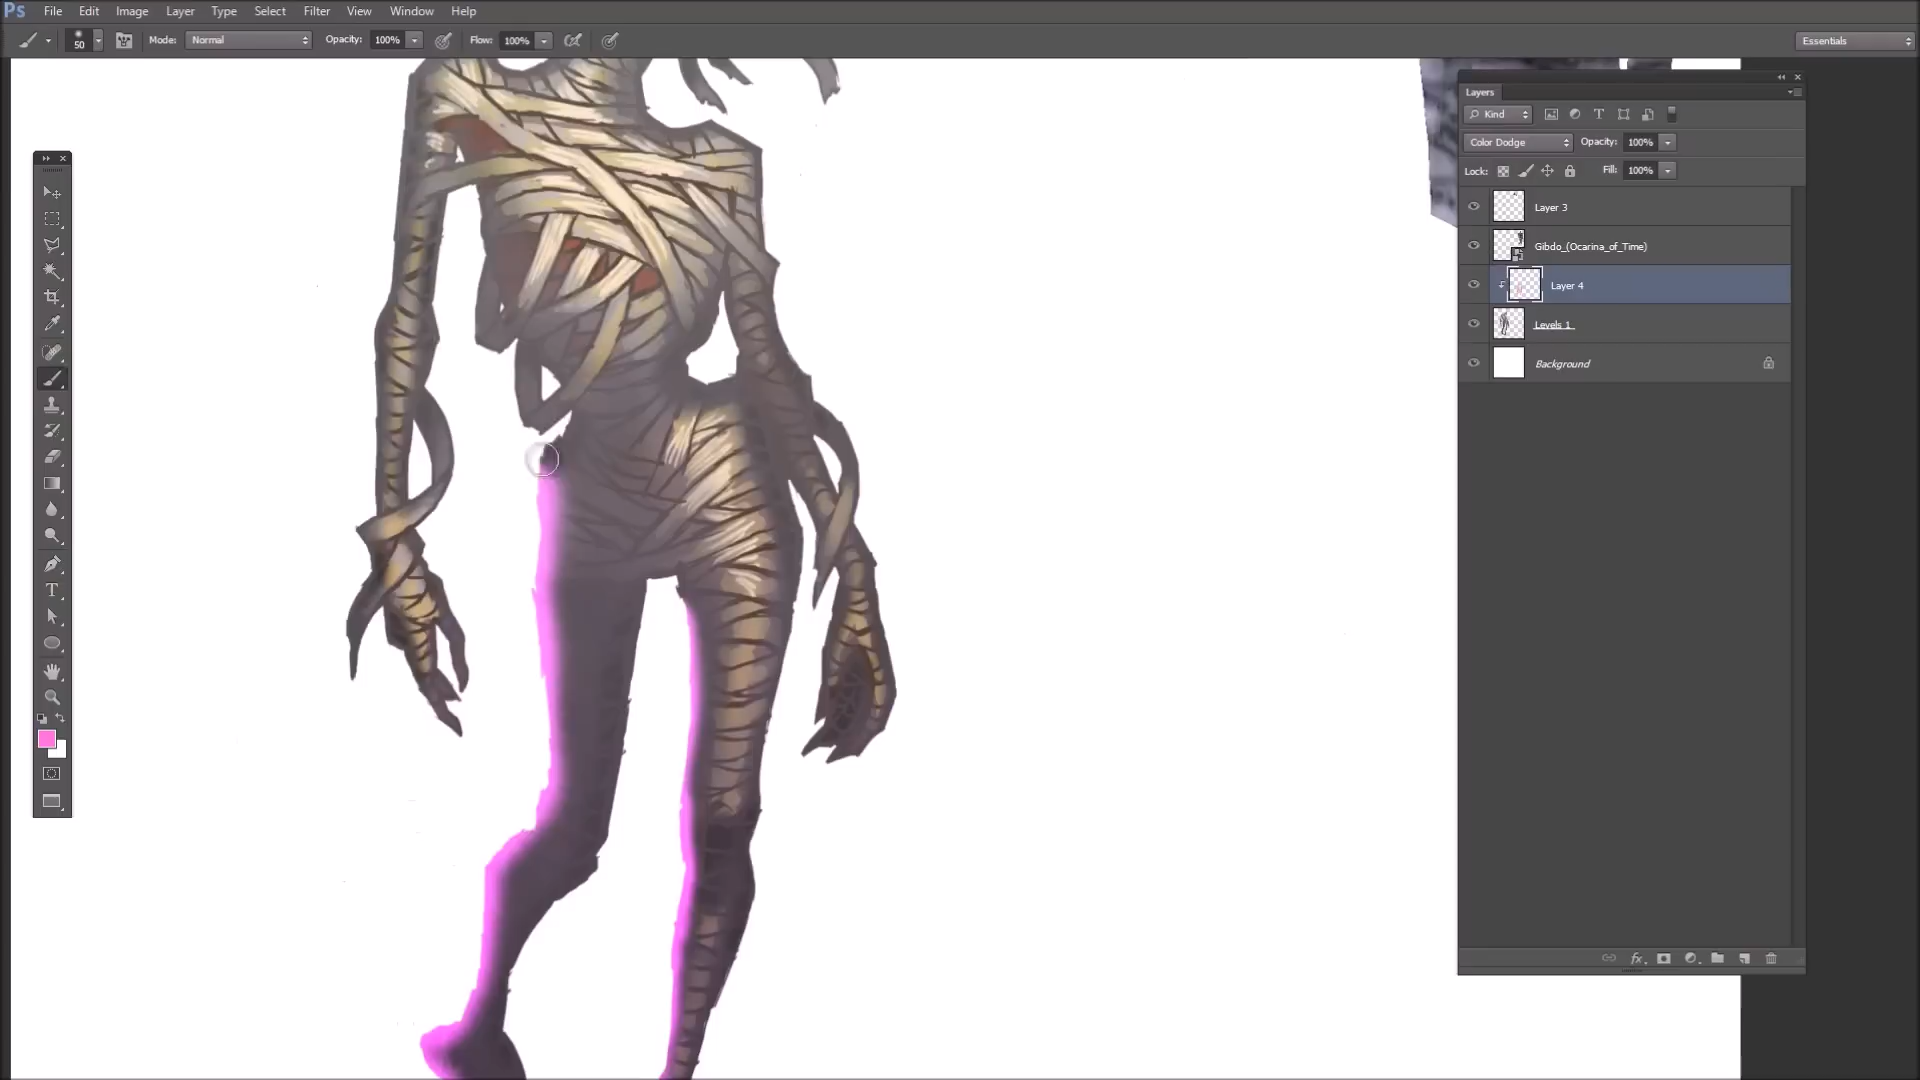 Ps File Edit Image Layer Type Select Filter View Window Help
50 Mode: Normal Opacity: 100% Flow: 100% Essentials
Layers
Kind T
Color Dodge Opacity: 100%
Lock: Fill: 100%
Layer 3
Gibdo_(Ocarina_of_Time)
Layer 4
Levels 1
Background
T
fx